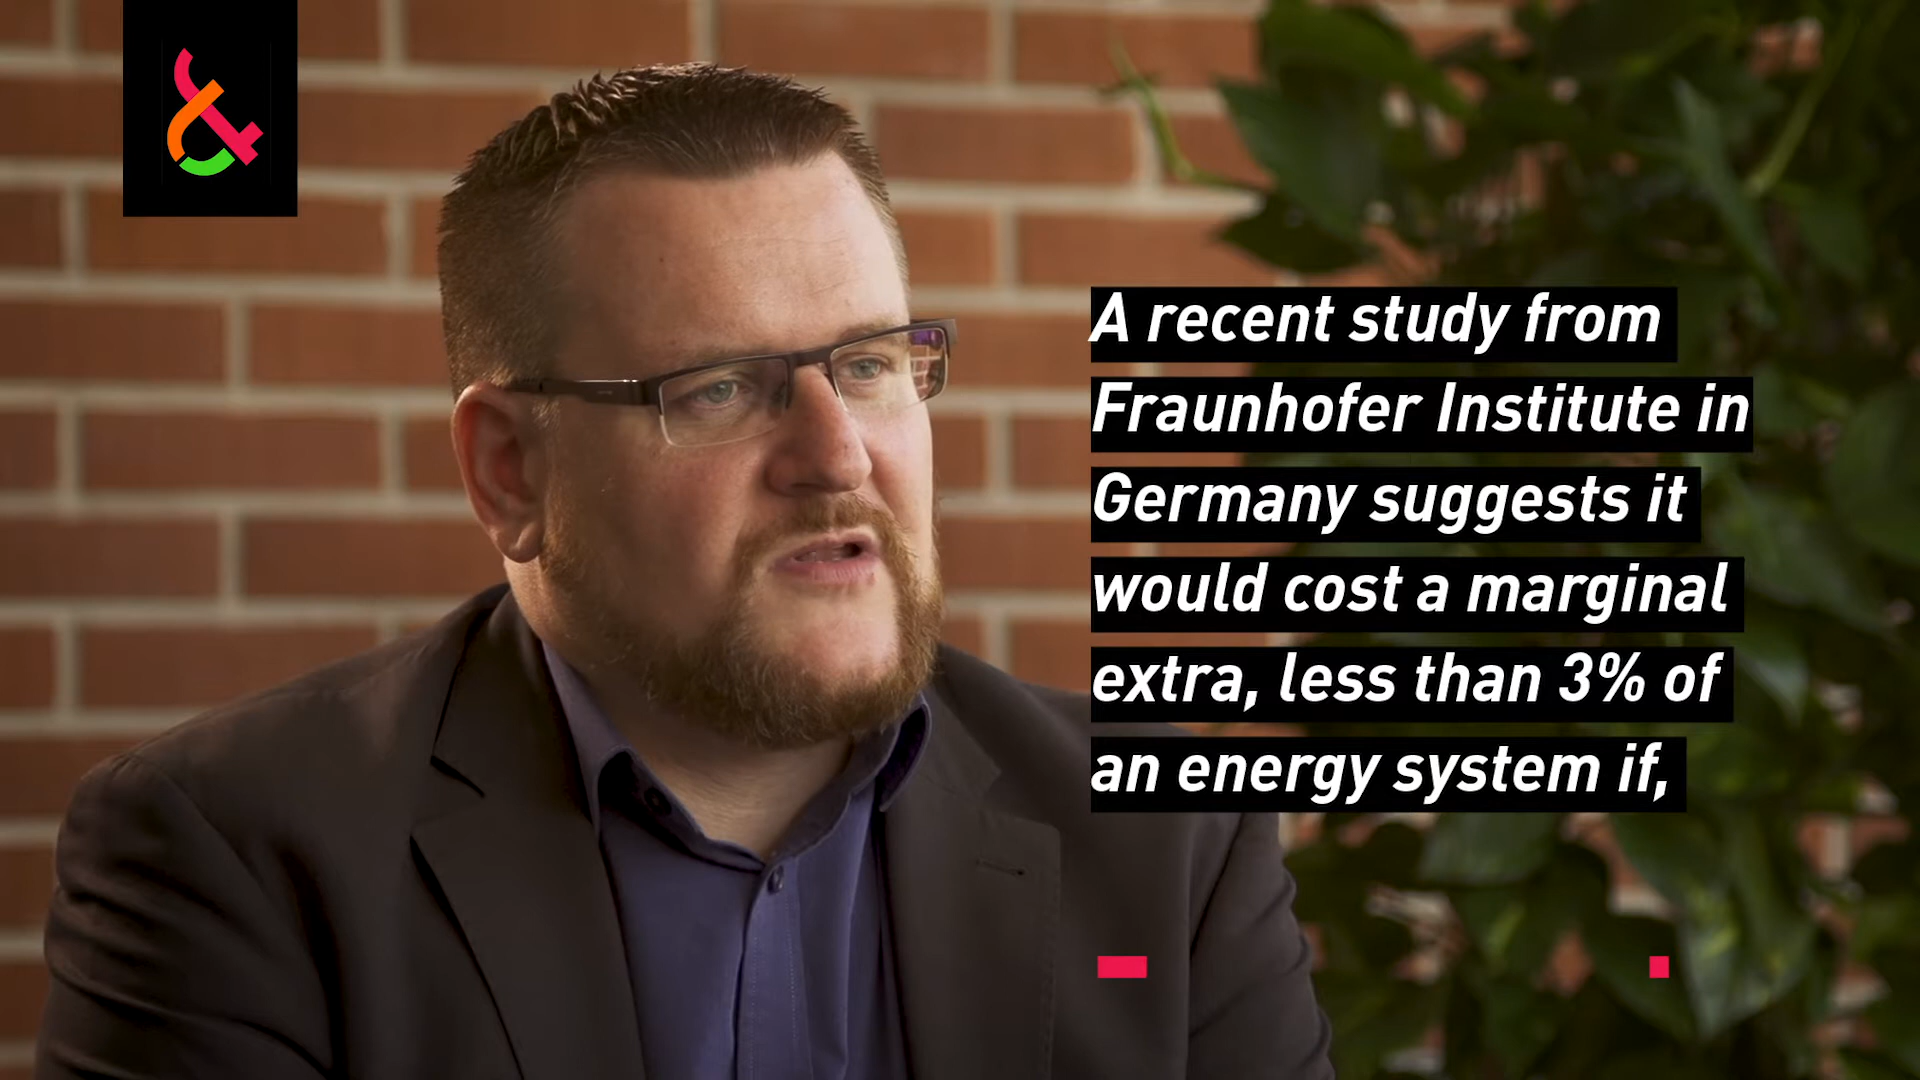 &
A recent study from
Fraunhofer Institute in
Germany suggests it
would cost a marginal
extra, less than 3% of
an energy system if,